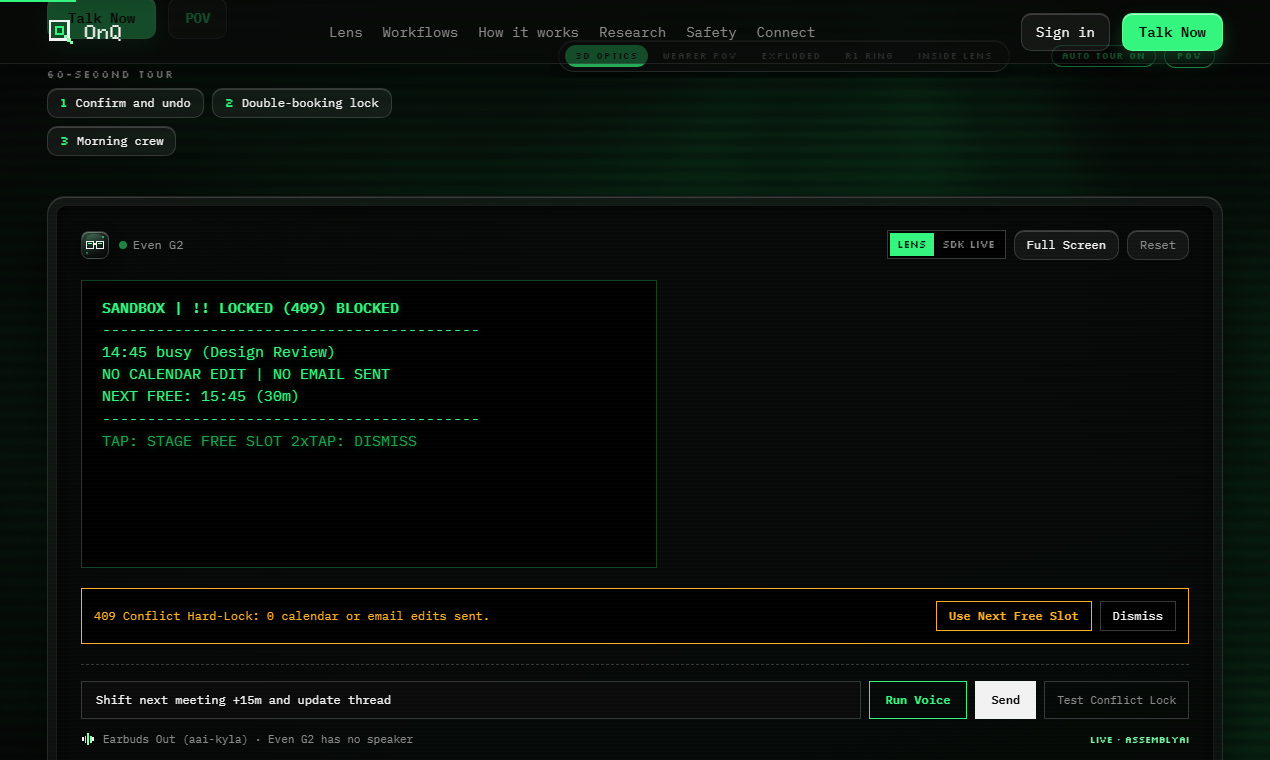 Talk Now POV
OnQ
Lens Workflows How it works Research Safety Connect
Sign in Talk Now
3D OPTICS WEARER POV EXPLODED R1 RING INSIDE LENS
AUTO TOUR ON POV
60-SECOND TOUR
1 Confirm and undo
2 Double-booking lock
3 Morning crew
Even G2
LENS SDK LIVE Full Screen Reset
SANDBOX | !! LOCKED (409) BLOCKED
------------------------------------------
14:45 busy (Design Review)
NO CALENDAR EDIT | NO EMAIL SENT
NEXT FREE: 15:45 (30m)
------------------------------------------
TAP: STAGE FREE SLOT 2xTAP: DISMISS
409 Conflict Hard-Lock: 0 calendar or email edits sent.
Use Next Free Slot Dismiss
Shift next meeting +15m and update thread
Run Voice Send Test Conflict Lock
Earbuds Out (aai-kyla) · Even G2 has no speaker
LIVE · ASSEMBLYAI